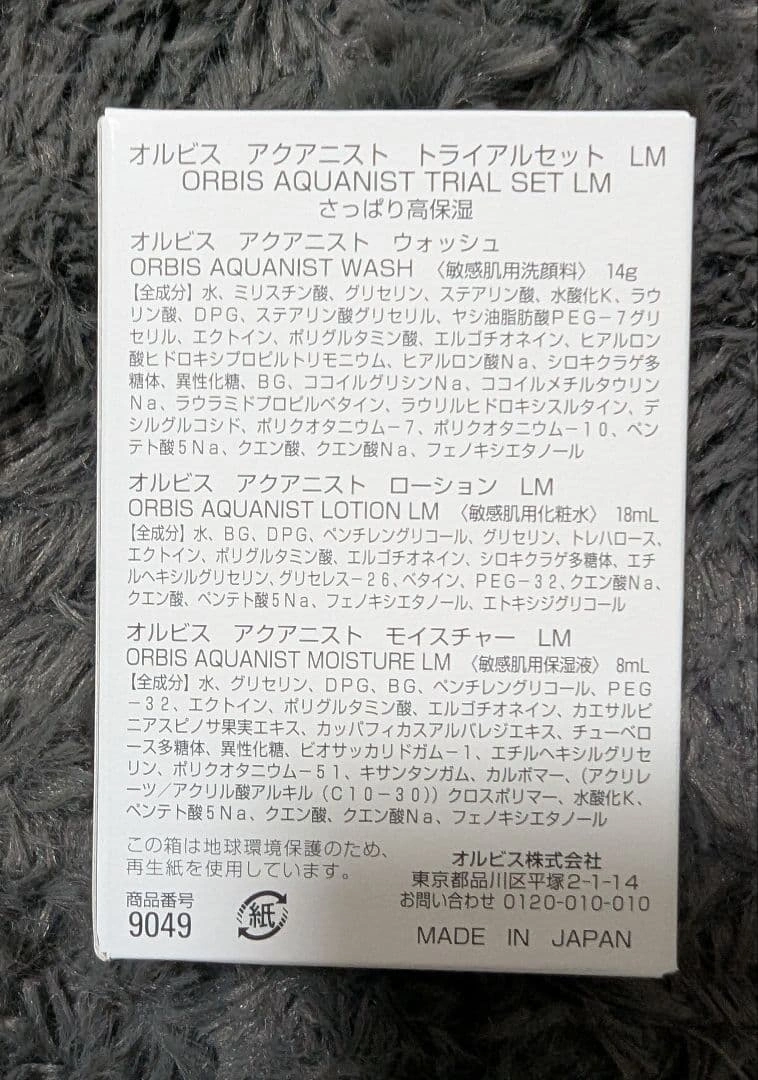 オルビス　アクアニスト　トライアルセット　LM
ORBIS AQUANIST TRIAL SET LM
さっぱり高保湿
オルビス　アクアニスト　ウォッシュ
ORBIS AQUANIST WASH 〈敏感肌用洗顔料〉 14g
【全成分】水、ミリスチン酸、グリセリン、ステアリン酸、水酸化K、ラウ
リン酸、DPG、ステアリン酸グリセリル、ヤシ油脂肪酸PEG－7グリ
セリル、エクトイン、ポリグルタミン酸、エルゴチオネイン、ヒアルロン
酸ヒドロキシプロピルトリモニウム、ヒアルロン酸Na、シロキクラゲ多
糖体、異性化糖、BG、ココイルグリシンNa、ココイルメチルタウリン
Na、ラウラミドプロピルベタイン、ラウリルヒドロキシスルタイン、デ
シルグルコシド、ポリクオタニウム－7、ポリクオタニウム－10、ペン
テト酸5Na、クエン酸、クエン酸Na、フェノキシエタノール
オルビス　アクアニスト　ローション　LM
ORBIS AQUANIST LOTION LM 〈敏感肌用化粧水〉 18mL
【全成分】水、BG、DPG、ペンチレングリコール、グリセリン、トレハロース、
エクトイン、ポリグルタミン酸、エルゴチオネイン、シロキクラゲ多糖体、エチ
ルヘキシルグリセリン、グリセレス－26、ベタイン、PEG－32、クエン酸Na、
クエン酸、ペンテト酸5Na、フェノキシエタノール、エトキシジグリコール
オルビス　アクアニスト　モイスチャー　LM
ORBIS AQUANIST MOISTURE LM 〈敏感肌用保湿液〉 8mL
【全成分】水、グリセリン、DPG、BG、ペンチレングリコール、PEG
－32、エクトイン、ポリグルタミン酸、エルゴチオネイン、カエサルピ
ニアスピノサ果実エキス、カッパフィカスアルバレジエキス、チューベロ
ース多糖体、異性化糖、ビオサッカリドガム－1、エチルヘキシルグリセ
リン、ポリクオタニウム－51、キサンタンガム、カルボマー、（アクリレ
ーツ／アクリル酸アルキル（C10－30））クロスポリマー、水酸化K、
ペンテト酸5Na、クエン酸、クエン酸Na、フェノキシエタノール
この箱は地球環境保護のため、
再生紙を使用しています。
商品番号
9049
紙
オルビス株式会社
東京都品川区平塚2-1-14
お問い合わせ 0120-010-010
MADE IN JAPAN